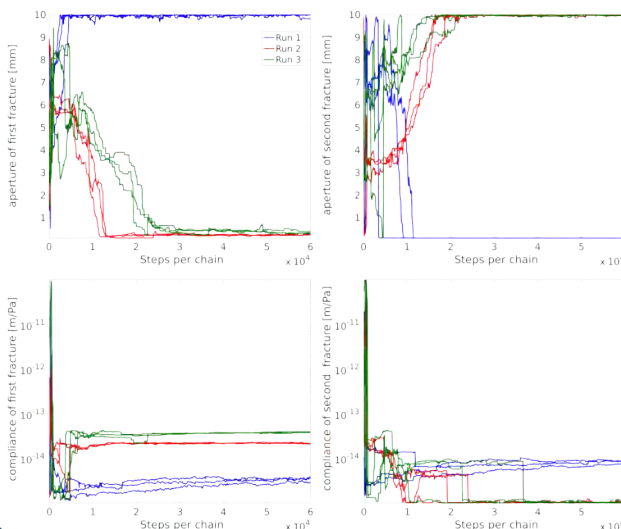 aperture of first fracture [mm]
10
9
8
7
6
5
4
3
2
1
Run 1
Run 2
Run 3
0 1 2 3 4 5 6
Steps per chain
x 10⁴
aperture of second fracture [mm]
10
9
8
7
6
5
4
3
2
1
0 1 2 3 4 5
Steps per chain
x 10
compliance of first fracture [m/Pa]
10⁻¹¹
10⁻¹²
10⁻¹³
10⁻¹⁴
0 1 2 3 4 5 6
Steps per chain
x 10⁴
compliance of second fracture [m/Pa]
10⁻¹¹
10⁻¹²
10⁻¹³
10⁻¹⁴
0 1 2 3 4 5
Steps per chain
x 10